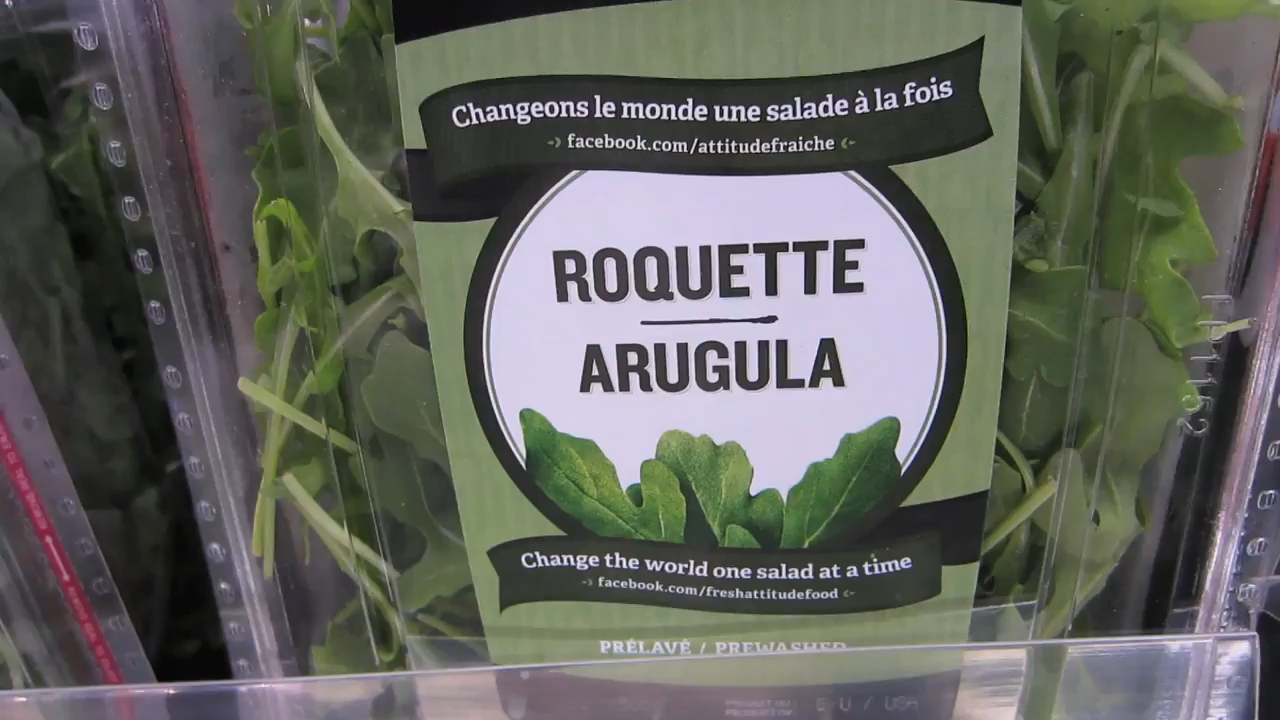 Changeons le monde une salade à la fois
facebook.com/attitudefraiche
ROQUETTE
ARUGULA
Change the world one salad at a time
facebook.com/freshattitudefood
PRÉLAVÉ / PREWASHED